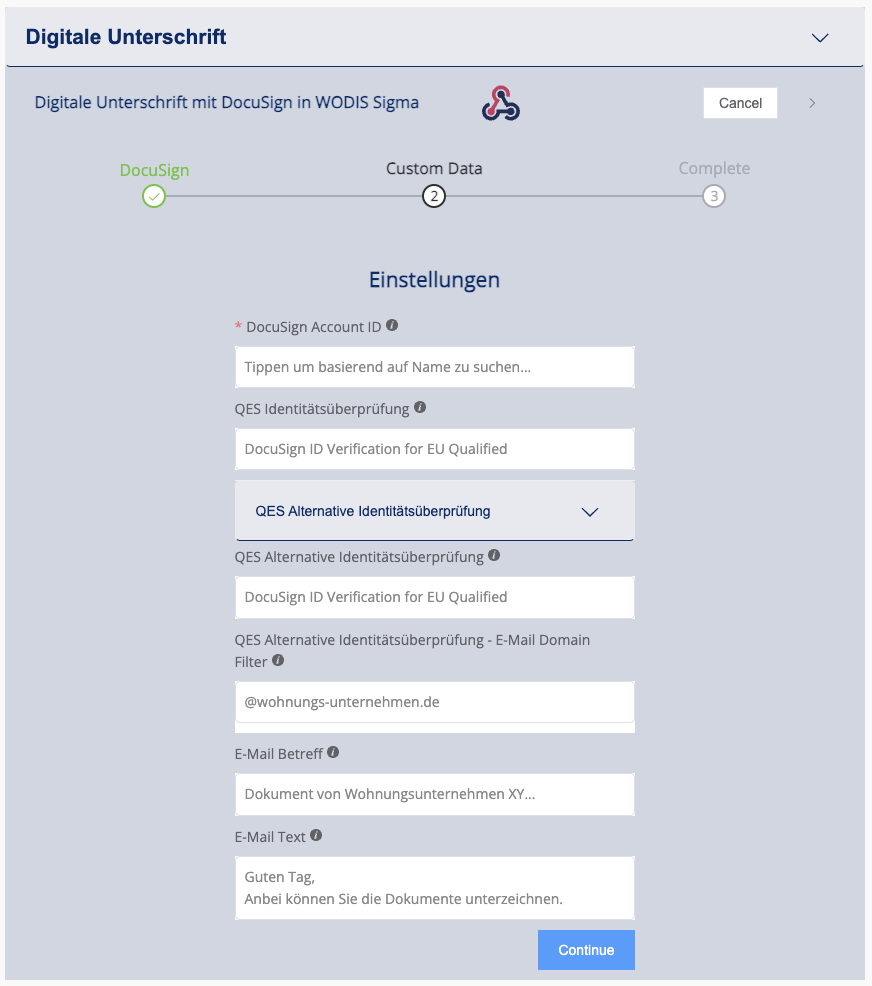 Digitale Unterschrift
Digitale Unterschrift mit DocuSign in WODIS Sigma
Cancel
DocuSign
Custom Data
Complete
2
3
Einstellungen
* DocuSign Account ID
Tippen um basierend auf Name zu suchen...
QES Identitätsüberprüfung
DocuSign ID Verification for EU Qualified
QES Alternative Identitätsüberprüfung
QES Alternative Identitätsüberprüfung
DocuSign ID Verification for EU Qualified
QES Alternative Identitätsüberprüfung - E-Mail Domain
Filter
@wohnungs-unternehmen.de
E-Mail Betreff
Dokument von Wohnungsunternehmen XY...
E-Mail Text
Guten Tag,
Anbei können Sie die Dokumente unterzeichnen.
Continue